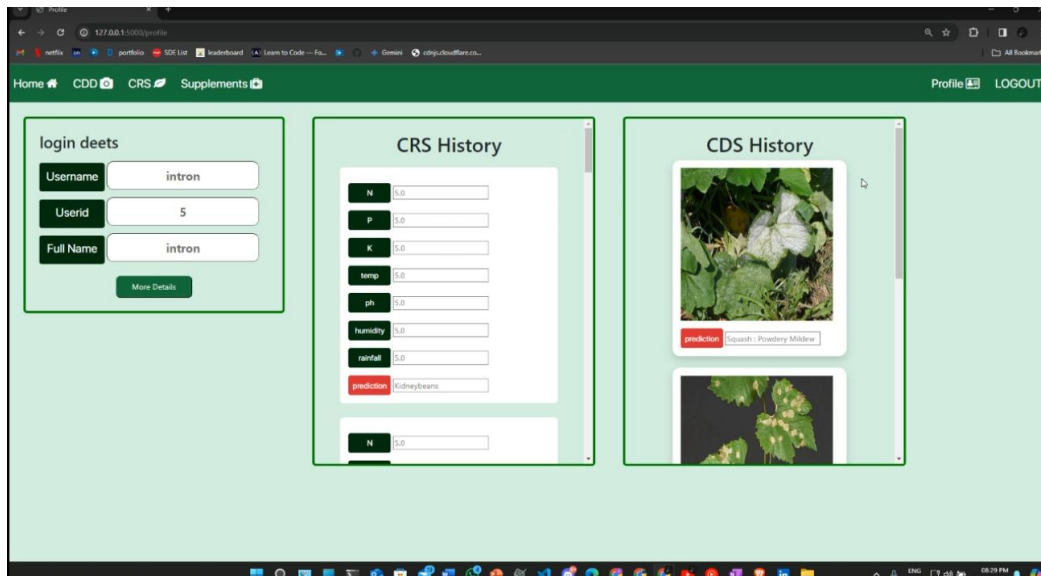 Profile
127.0.0.1:5000/profile
netflix
portfolio
SDE List
leaderboard
Learn to Code — Fo...
Gemini
cdnjs.cloudflare.co...
All Bookmar
Home
CDD
CRS
Supplements
Profile
LOGOUT
login deets
Username
intron
Userid
5
Full Name
intron
More Details
CRS History
N 5.0
P 5.0
K 5.0
temp 5.0
ph 5.0
humidity 5.0
rainfall 5.0
prediction Kidneybeans
N 5.0
CDS History
prediction Squash : Powdery Mildew
ENG
08:29 PM